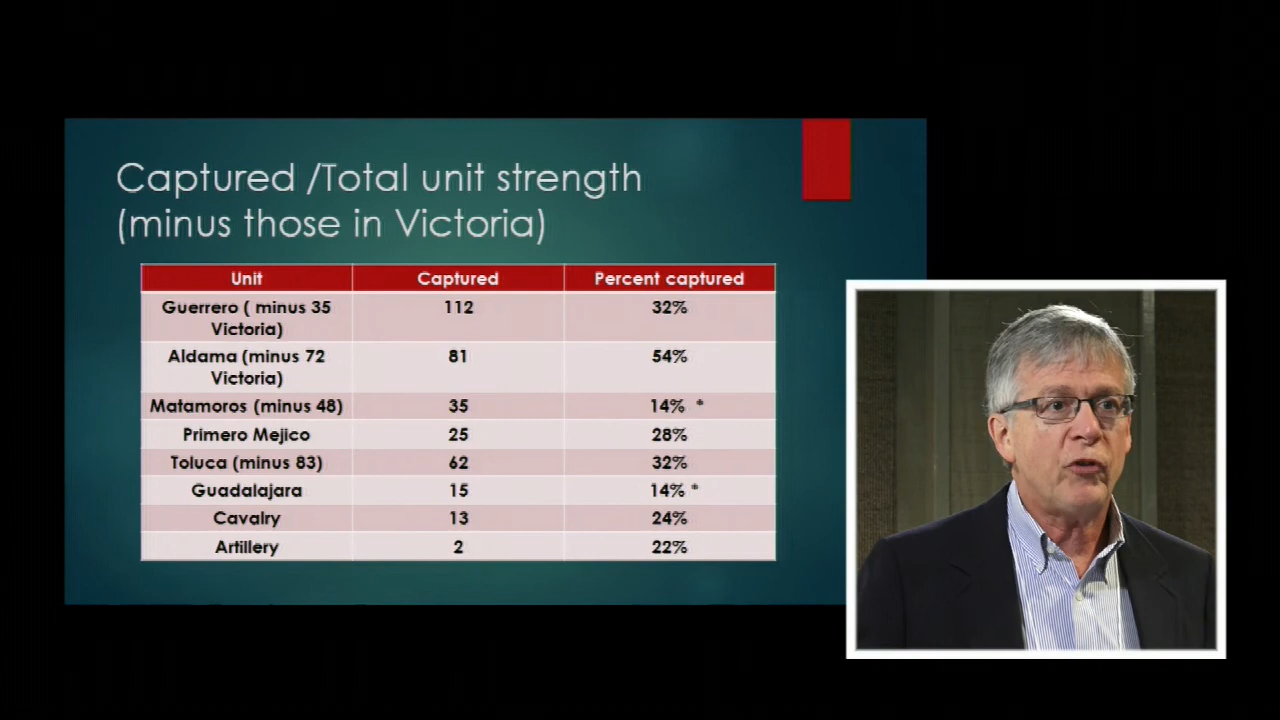 Captured /Total unit strength
(minus those in Victoria)
Unit Captured Percent captured
Guerrero ( minus 35 112 32%
Victoria)
Aldama (minus 72 81 54%
Victoria)
Matamoros (minus 48) 35 14% *
Primero Mejico 25 28%
Toluca (minus 83) 62 32%
Guadalajara 15 14% *
Cavalry 13 24%
Artillery 2 22%